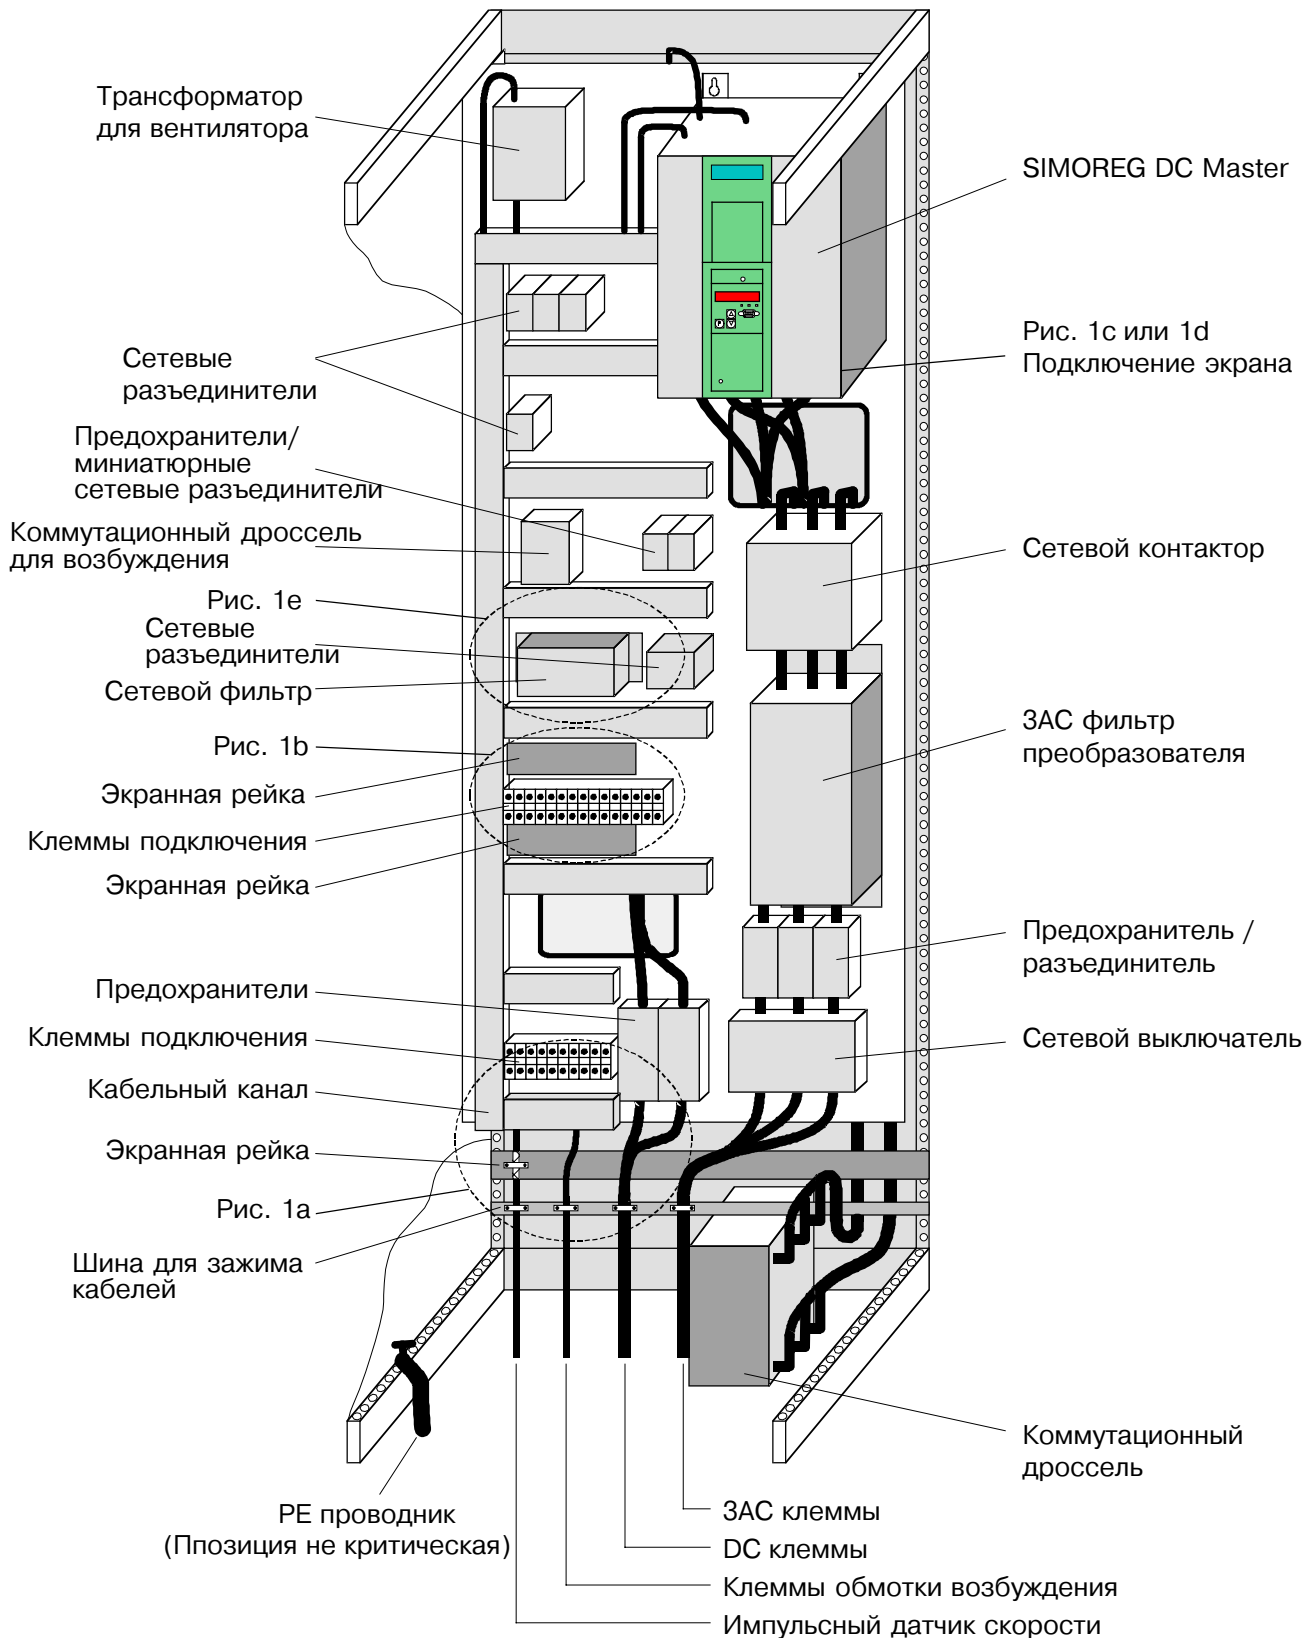 Трансформатор
для вентилятора
Сетевые
разъединители
Предохранители/
миниатюрные
сетевые разъединители
Коммутационный дроссель
для возбуждения
Рис. 1e
Сетевые
разъединители
Сетевой фильтр
Рис. 1b
Экранная рейка
Клеммы подключения
Экранная рейка
Предохранители
Клеммы подключения
Кабельный канал
Экранная рейка
Рис. 1a
Шина для зажима
кабелей
PE проводник
(Ппозиция не критическая)
SIMOREG DC Master
Рис. 1c или 1d
Подключение экрана
Сетевой контактор
3AC фильтр
преобразователя
Предохранитель /
разъединитель
Сетевой выключатель
Коммутационный
дроссель
3AC клеммы
DC клеммы
Клеммы обмотки возбуждения
Импульсный датчик скорости